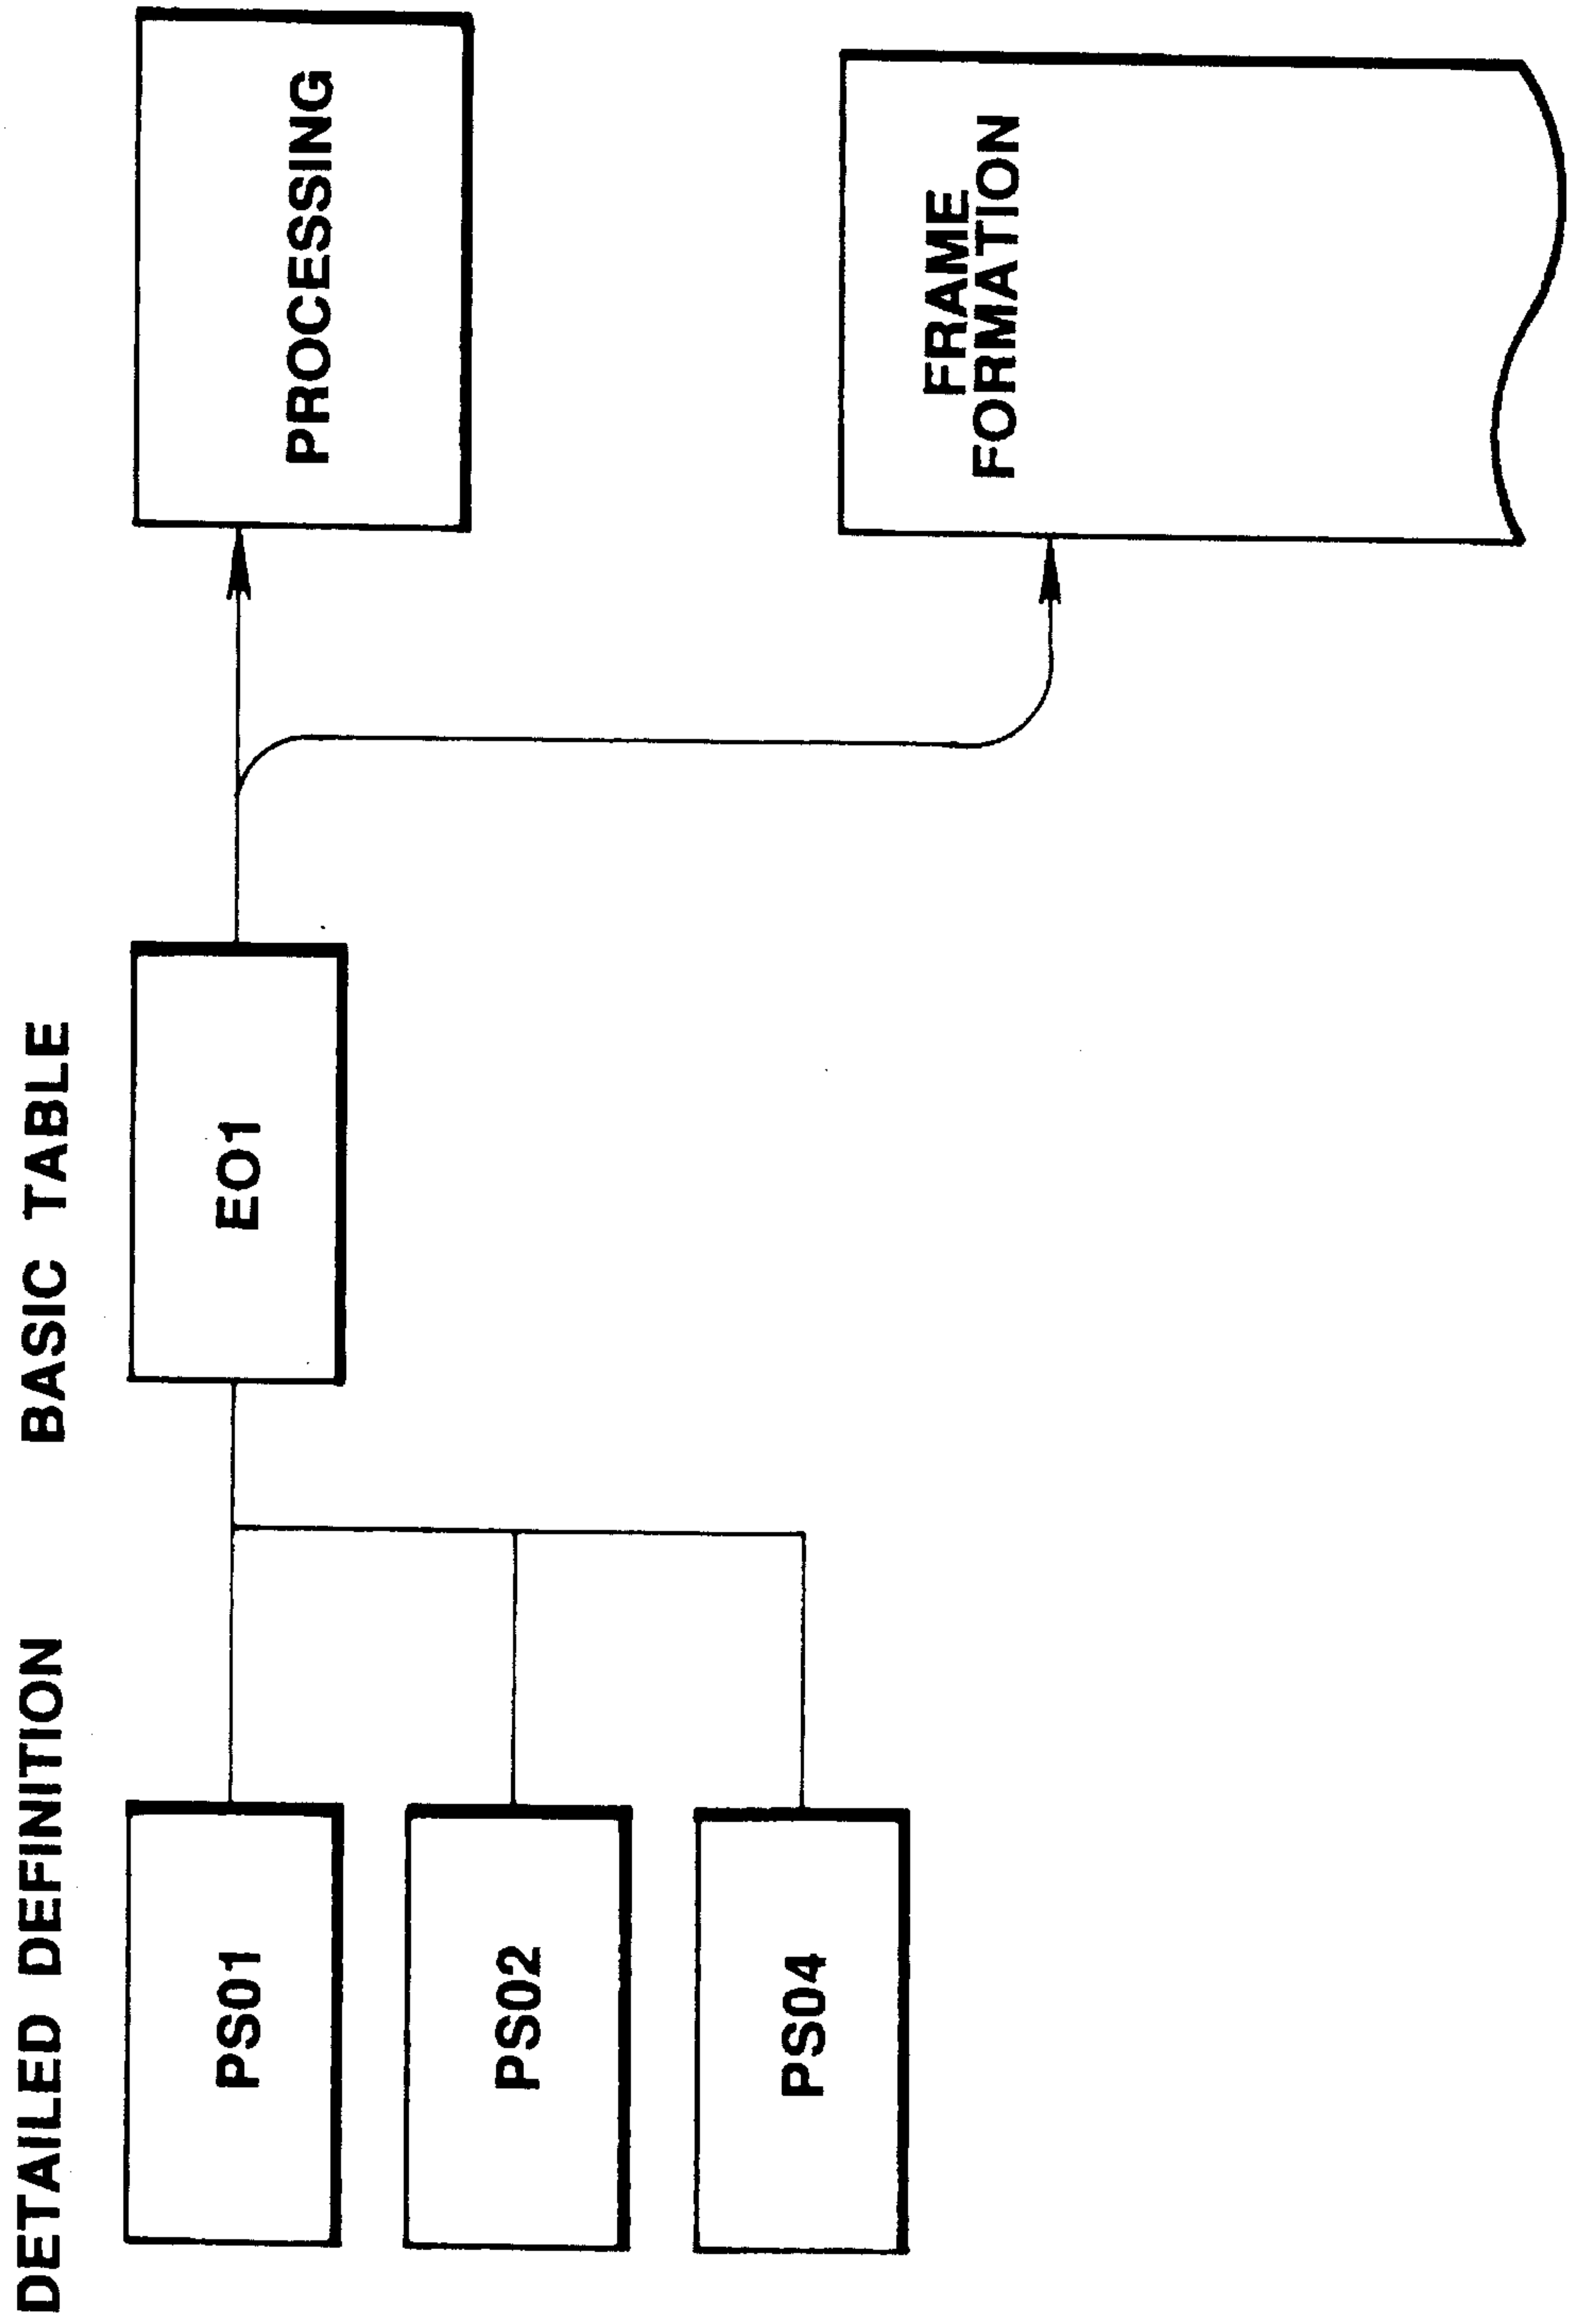 DETAILED DEFINITION
BASIC TABLE
PS01
EO1
PROCESSING
PS02
PS04
FRAME
FORMATION